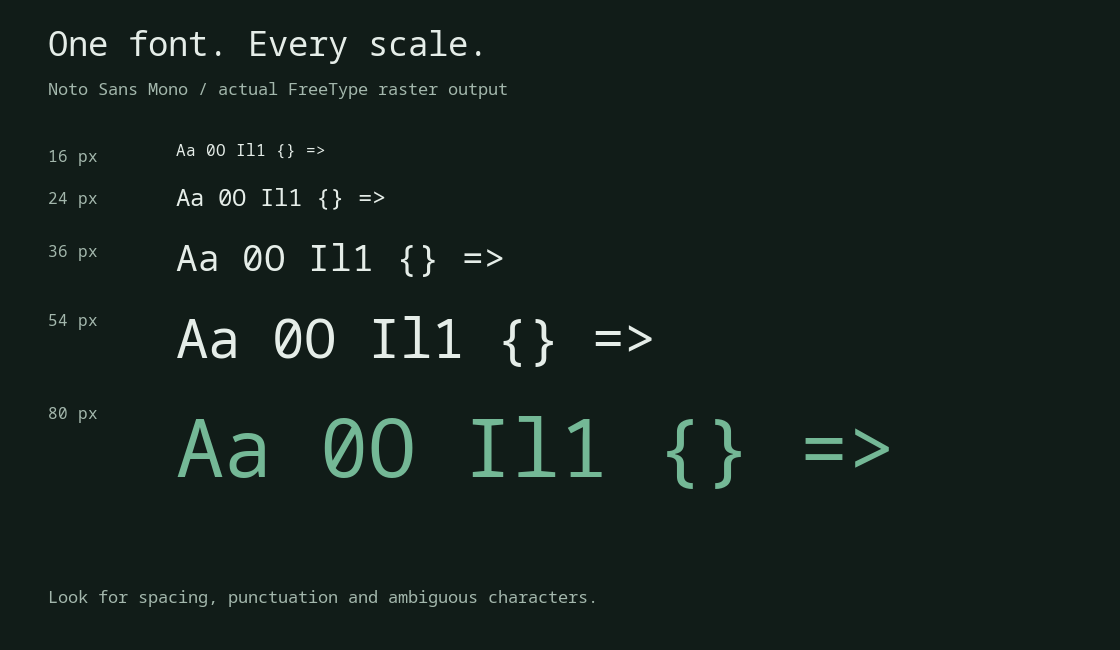 One font. Every scale.
Noto Sans Mono / actual FreeType raster output
16 px Aa 0O Il1 {} =>
24 px Aa 0O Il1 {} =>
36 px Aa 0O Il1 {} =>
54 px Aa 0O Il1 {} =>
80 px Aa 0O Il1 {} =>
Look for spacing, punctuation and ambiguous characters.